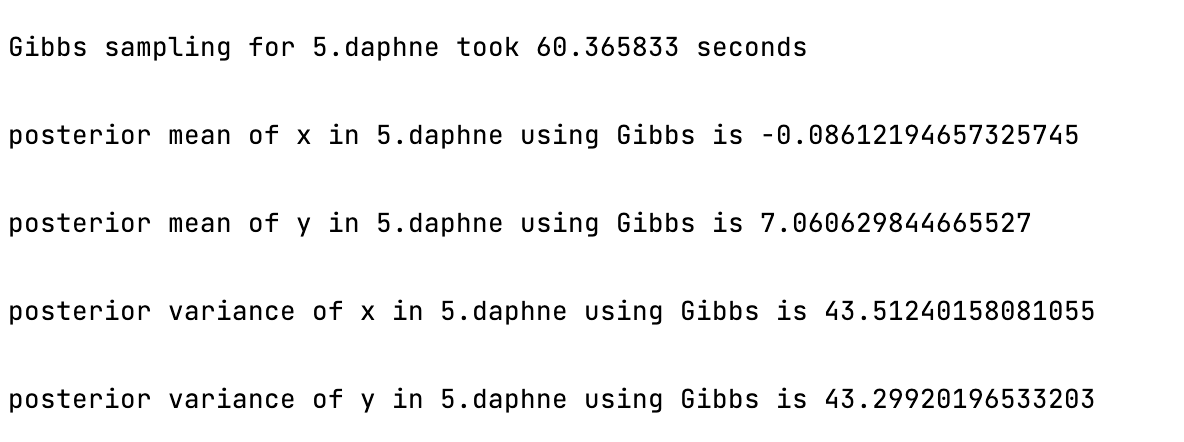 Gibbs sampling for 5.daphne took 60.365833 seconds
posterior mean of x in 5.daphne using Gibbs is -0.08612194657325745
posterior mean of y in 5.daphne using Gibbs is 7.060629844665527
posterior variance of x in 5.daphne using Gibbs is 43.51240158081055
posterior variance of y in 5.daphne using Gibbs is 43.29920196533203